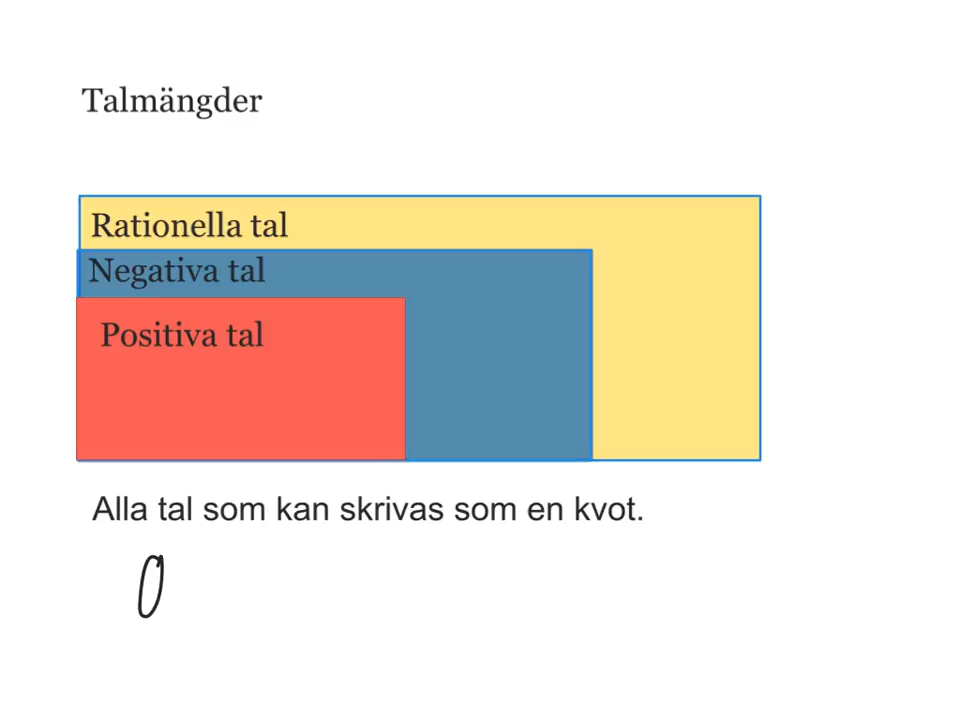 Talmängder
Rationella tal
Negativa tal
Positiva tal
Alla tal som kan skrivas som en kvot.
0